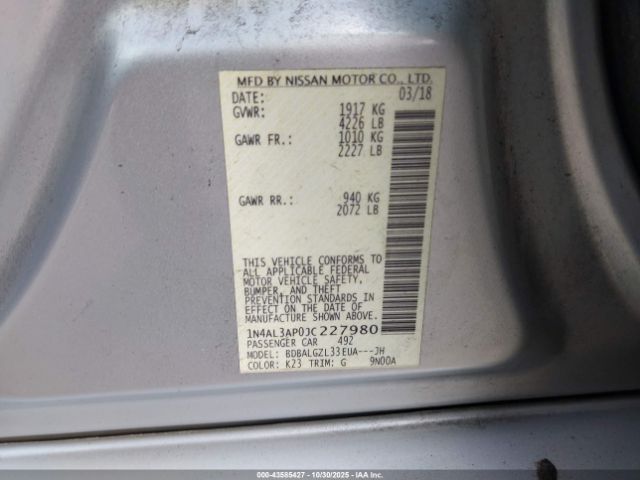 MFD BY NISSAN MOTOR CO., LTD.
DATE: 03/18
GVWR: 1917 KG
4226 LB
GAWR FR.: 1010 KG
2227 LB
GAWR RR.: 940 KG
2072 LB
THIS VEHICLE CONFORMS TO
ALL APPLICABLE FEDERAL
MOTOR VEHICLE SAFETY,
BUMPER, AND THEFT
PREVENTION STANDARDS IN
EFFECT ON THE DATE OF
MANUFACTURE SHOWN ABOVE.
1N4AL3AP0JC227980
PASSENGER CAR 492
MODEL: BDBALGZL33EUA---JH
COLOR: K23 TRIM: G 9N00A
000-43585427 - 10/30/2025 - IAA Inc. Copyright